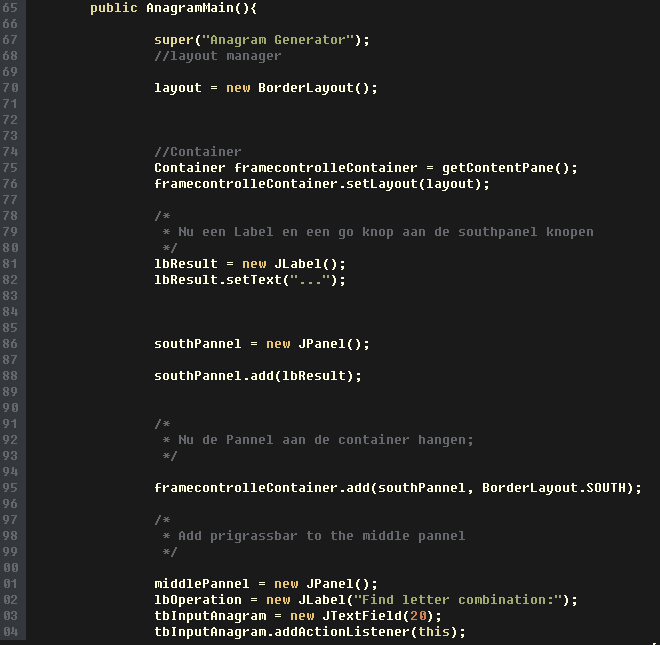 65 public AnagramMain(){
66
67 super("Anagram Generator");
68 //layout manager
69
70 layout = new BorderLayout();
71
72
73
74 //Container
75 Container framecontrolleContainer = getContentPane();
76 framecontrolleContainer.setLayout(layout);
77
78 /*
79 * Nu een Label en een go knop aan de southpanel knopen
80 */
81 lbResult = new JLabel();
82 lbResult.setText("...");
83
84
85
86 southPannel = new JPanel();
87
88 southPannel.add(lbResult);
89
90
91 /*
92 * Nu de Pannel aan de container hangen;
93 */
94
95 framecontrolleContainer.add(southPannel, BorderLayout.SOUTH);
96
97 /*
98 * Add prigrassbar to the middle pannel
99 */
00
01 middlePannel = new JPanel();
02 lbOperation = new JLabel("Find letter combination:");
03 tbInputAnagram = new JTextField(20);
04 tbInputAnagram.addActionListener(this);